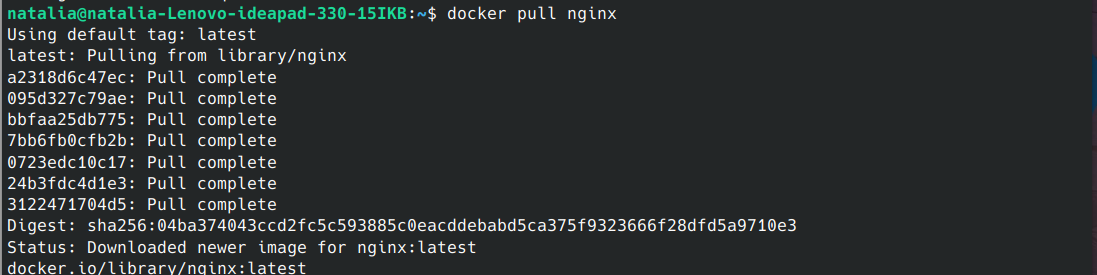 natalia@natalia-Lenovo-ideapad-330-15IKB:~$ docker pull nginx
Using default tag: latest
latest: Pulling from library/nginx
a2318d6c47ec: Pull complete
095d327c79ae: Pull complete
bbfaa25db775: Pull complete
7bb6fb0cfb2b: Pull complete
0723edc10c17: Pull complete
24b3fdc4d1e3: Pull complete
3122471704d5: Pull complete
Digest: sha256:04ba374043ccd2fc5c593885c0eacddebabd5ca375f9323666f28dfd5a9710e3
Status: Downloaded newer image for nginx:latest
docker.io/library/nginx:latest